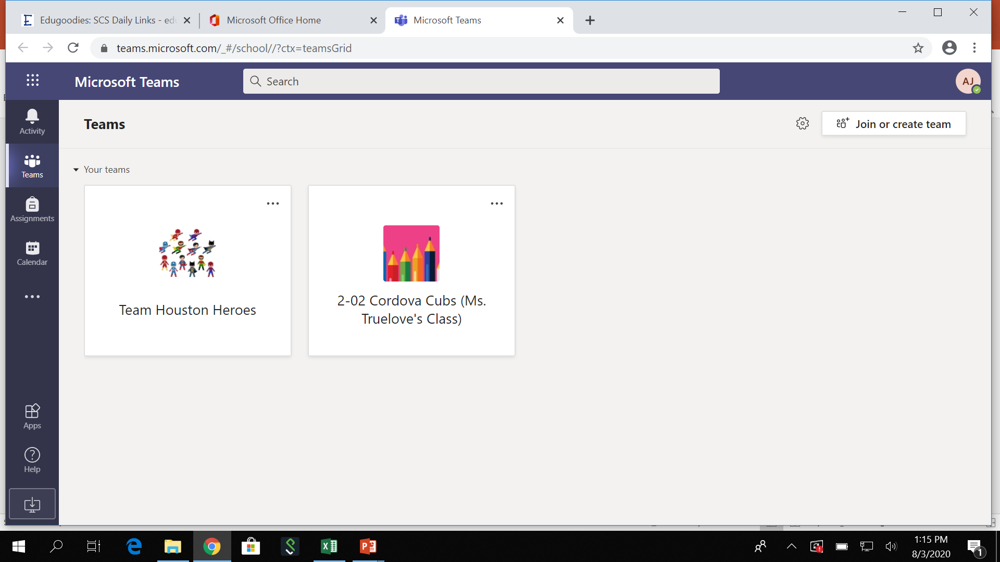 Edugoodies: SCS Daily Links - edu
Microsoft Office Home
Microsoft Teams
teams.microsoft.com/_#/school//?ctx=teamsGrid
Microsoft Teams
Search
AJ
Activity
Teams
Join or create team
Teams
Your teams
Assignments
Calendar
Team Houston Heroes
2-02 Cordova Cubs (Ms.
Truelove's Class)
Apps
Help
1:15 PM
8/3/2020
1